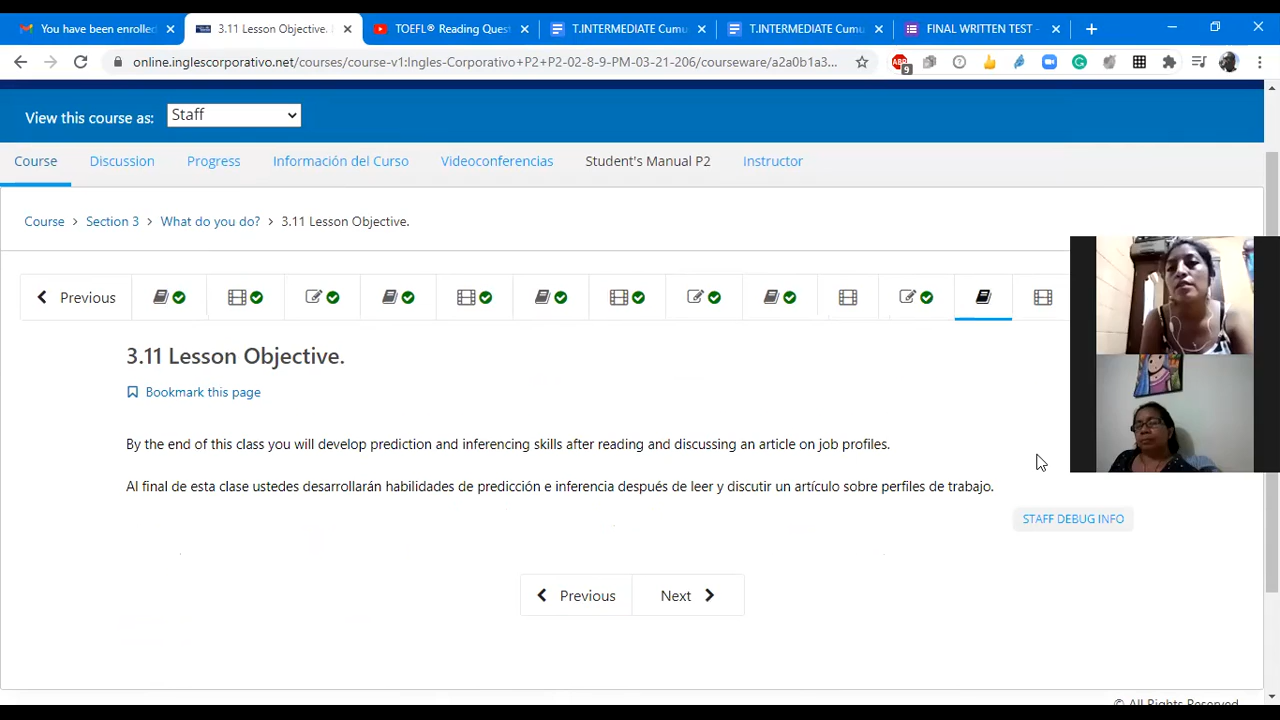 You have been enrolled
3.11 Lesson Objective.
TOEFL® Reading Quest
T.INTERMEDIATE Cumu
T.INTERMEDIATE Cumu
FINAL WRITTEN TEST -
online.inglescorporativo.net/courses/course-v1:Ingles-Corporativo+P2+P2-02-8-9-PM-03-21-206/courseware/a2a0b1a3...
9
View this course as:
Staff
Course
Discussion
Progress
Información del Curso
Videoconferencias
Student's Manual P2
Instructor
Course > Section 3 > What do you do? > 3.11 Lesson Objective.
Previous
3.11 Lesson Objective.
Bookmark this page
By the end of this class you will develop prediction and inferencing skills after reading and discussing an article on job profiles.
Al final de esta clase ustedes desarrollarán habilidades de predicción e inferencia después de leer y discutir un artículo sobre perfiles de trabajo.
STAFF DEBUG INFO
Previous
Next
© All Rights Reserved